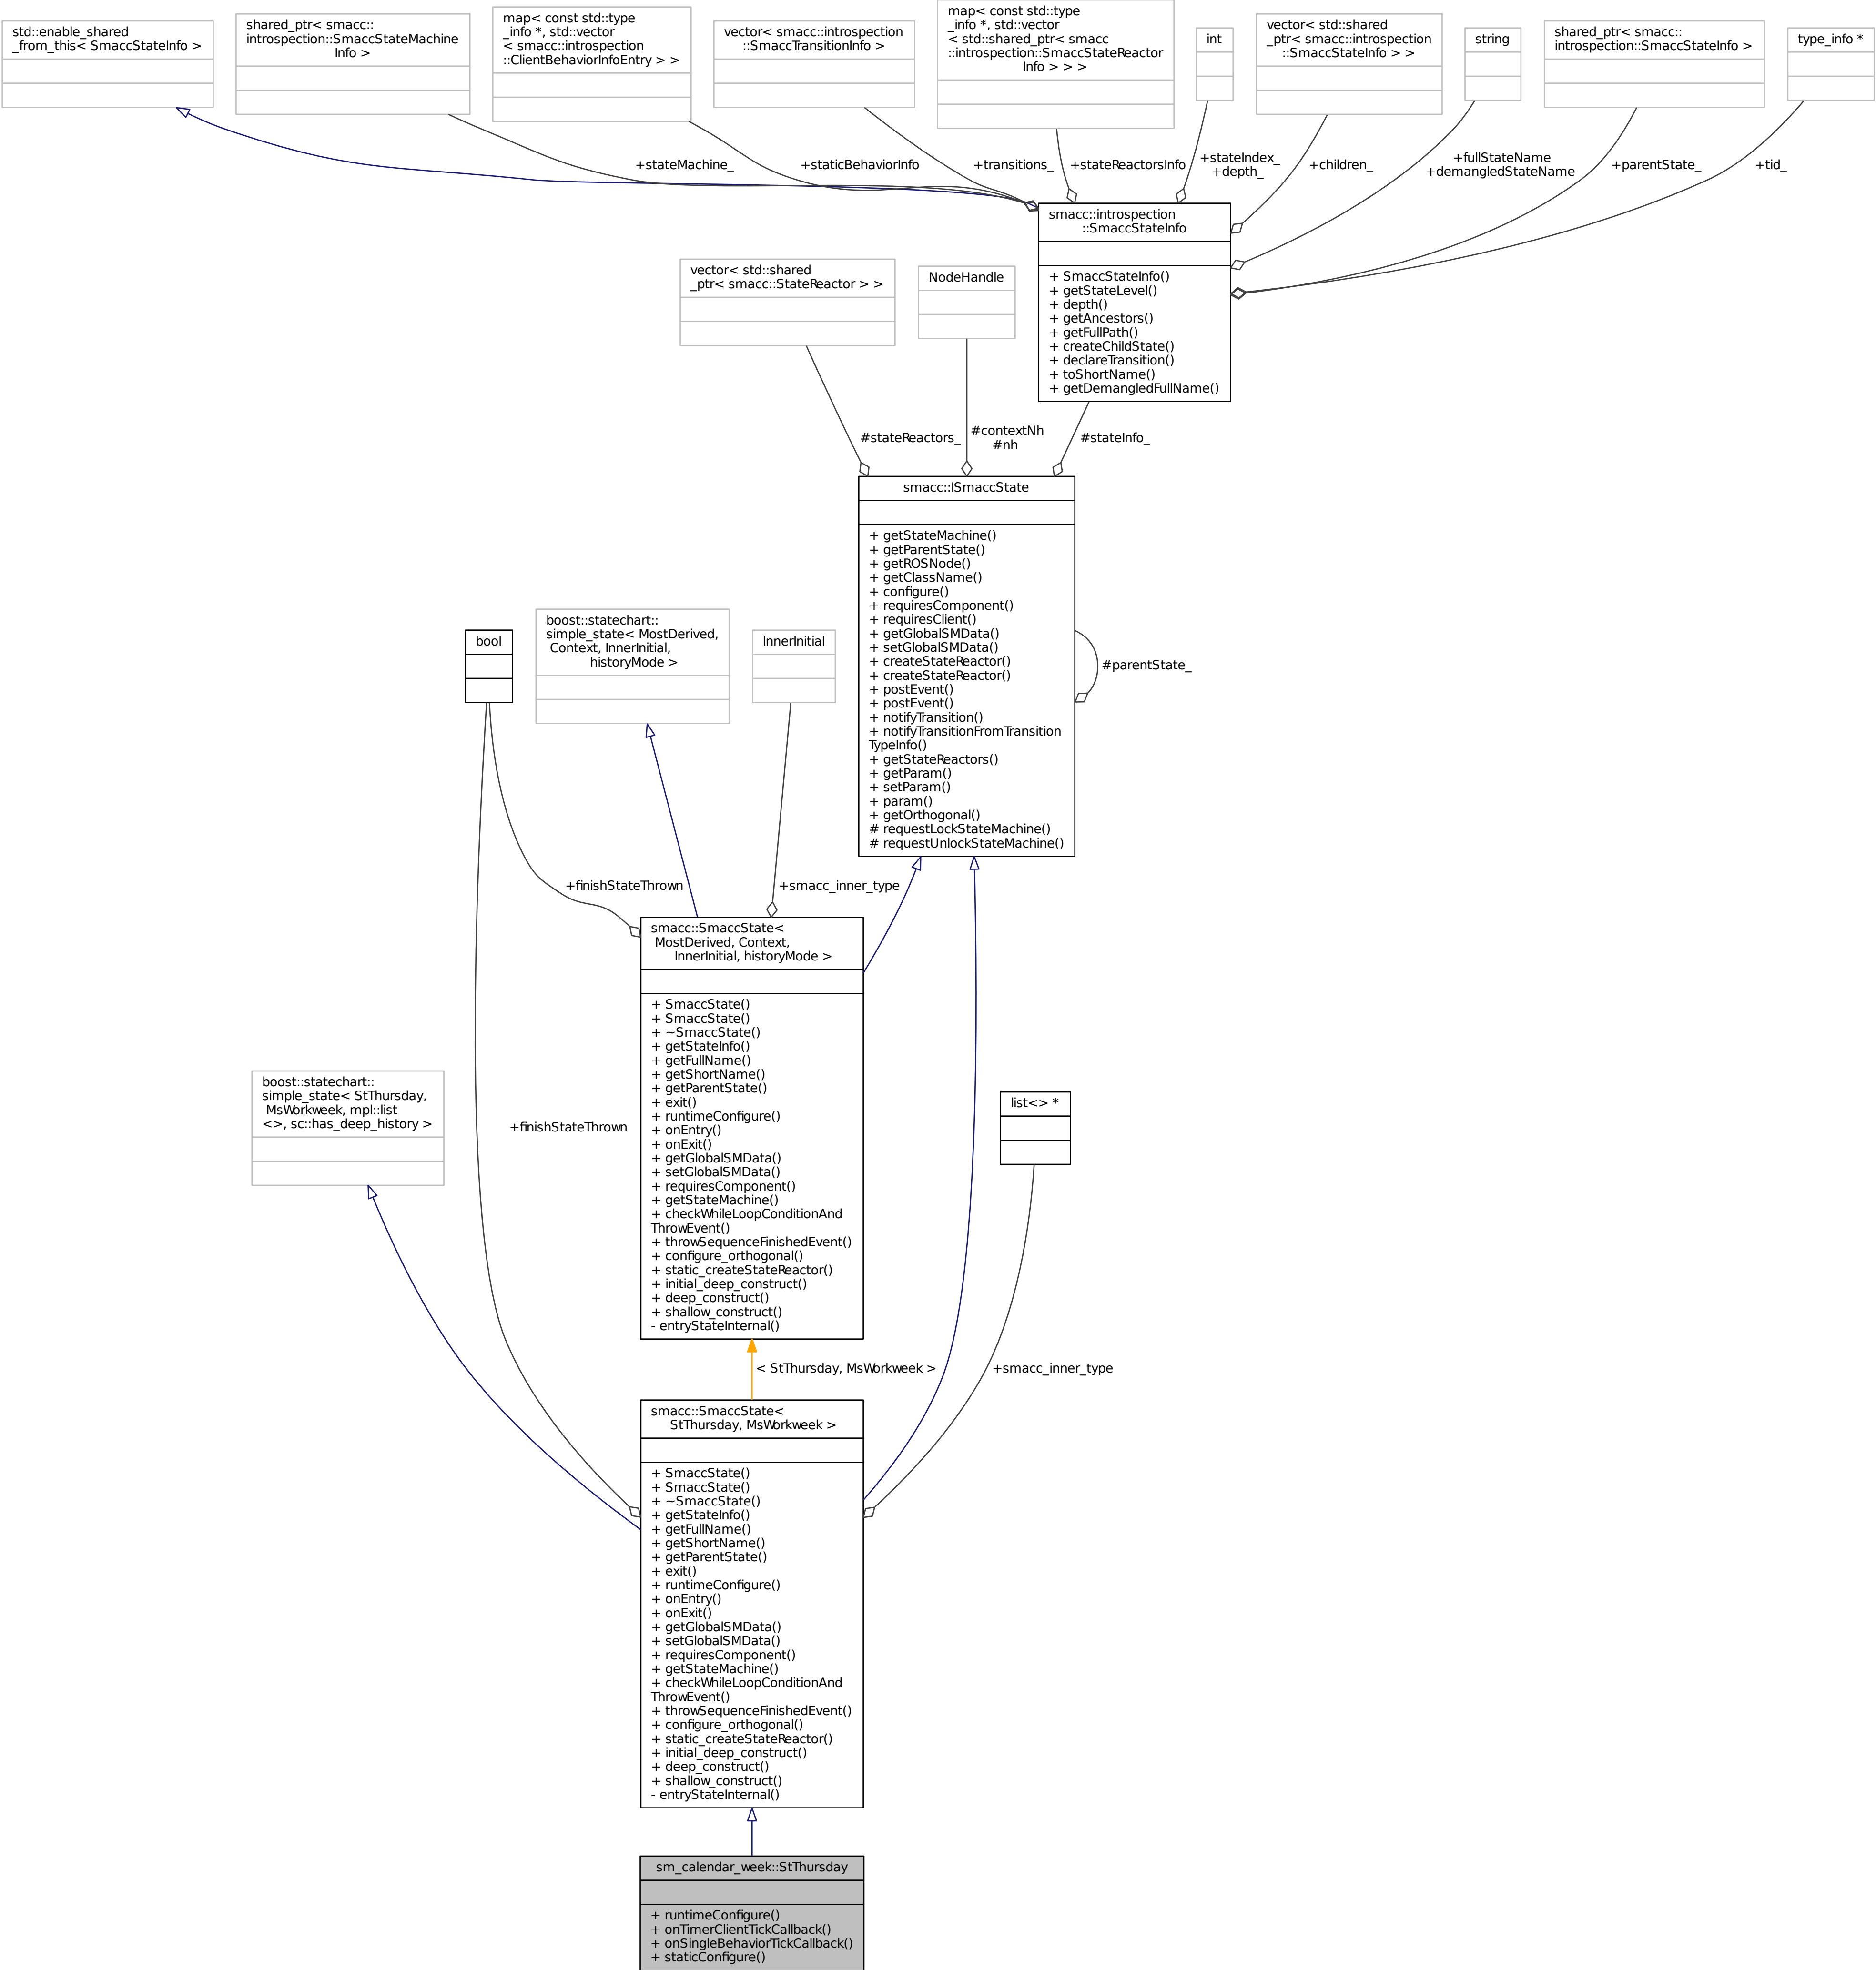 std::enable_shared
_from_this< SmaccStateInfo >
shared_ptr< smacc::
introspection::SmaccStateMachine
Info >
map< const std::type
_info *, std::vector
< smacc::introspection
::ClientBehaviorInfoEntry > >
vector< smacc::introspection
::SmaccTransitionInfo >
map< const std::type
_info *, std::vector
< std::shared_ptr< smacc
::introspection::SmaccStateReactor
Info > > >
int
vector< std::shared
_ptr< smacc::introspection
::SmaccStateInfo > >
string
shared_ptr< smacc::
introspection::SmaccStateInfo >
type_info *
+stateMachine_
+staticBehaviorInfo
+transitions_
+stateReactorsInfo
+stateIndex_
+depth_
+children_
+fullStateName
+demangledStateName
+parentState_
+tid_
smacc::introspection
::SmaccStateInfo
+ SmaccStateInfo()
+ getStateLevel()
+ depth()
+ getAncestors()
+ getFullPath()
+ createChildState()
+ declareTransition()
+ toShortName()
+ getDemangledFullName()
vector< std::shared
_ptr< smacc::StateReactor > >
NodeHandle
#stateReactors_
#contextNh
#nh
#stateInfo_
smacc::ISmaccState
+ getStateMachine()
+ getParentState()
+ getROSNode()
+ getClassName()
+ configure()
+ requiresComponent()
+ requiresClient()
+ getGlobalSMData()
+ setGlobalSMData()
+ createStateReactor()
+ createStateReactor()
+ postEvent()
+ postEvent()
+ notifyTransition()
+ notifyTransitionFromTransition
TypeInfo()
+ getStateReactors()
+ getParam()
+ setParam()
+ param()
+ getOrthogonal()
# requestLockStateMachine()
# requestUnlockStateMachine()
#parentState_
bool
boost::statechart::
simple_state< MostDerived,
Context, InnerInitial,
historyMode >
InnerInitial
+finishStateThrown
+smacc_inner_type
smacc::SmaccState<
MostDerived, Context,
InnerInitial, historyMode >
+ SmaccState()
+ SmaccState()
+ ~SmaccState()
+ getStateInfo()
+ getFullName()
+ getShortName()
+ getParentState()
+ exit()
+ runtimeConfigure()
+ onEntry()
+ onExit()
+ getGlobalSMData()
+ setGlobalSMData()
+ requiresComponent()
+ getStateMachine()
+ checkWhileLoopConditionAnd
ThrowEvent()
+ throwSequenceFinishedEvent()
+ configure_orthogonal()
+ static_createStateReactor()
+ initial_deep_construct()
+ deep_construct()
+ shallow_construct()
- entryStateInternal()
boost::statechart::
simple_state< StThursday,
MsWorkweek, mpl::list
<>, sc::has_deep_history >
+finishStateThrown
list<> *
< StThursday, MsWorkweek >
+smacc_inner_type
smacc::SmaccState<
StThursday, MsWorkweek >
+ SmaccState()
+ SmaccState()
+ ~SmaccState()
+ getStateInfo()
+ getFullName()
+ getShortName()
+ getParentState()
+ exit()
+ runtimeConfigure()
+ onEntry()
+ onExit()
+ getGlobalSMData()
+ setGlobalSMData()
+ requiresComponent()
+ getStateMachine()
+ checkWhileLoopConditionAnd
ThrowEvent()
+ throwSequenceFinishedEvent()
+ configure_orthogonal()
+ static_createStateReactor()
+ initial_deep_construct()
+ deep_construct()
+ shallow_construct()
- entryStateInternal()
sm_calendar_week::StThursday
+ runtimeConfigure()
+ onTimerClientTickCallback()
+ onSingleBehaviorTickCallback()
+ staticConfigure()